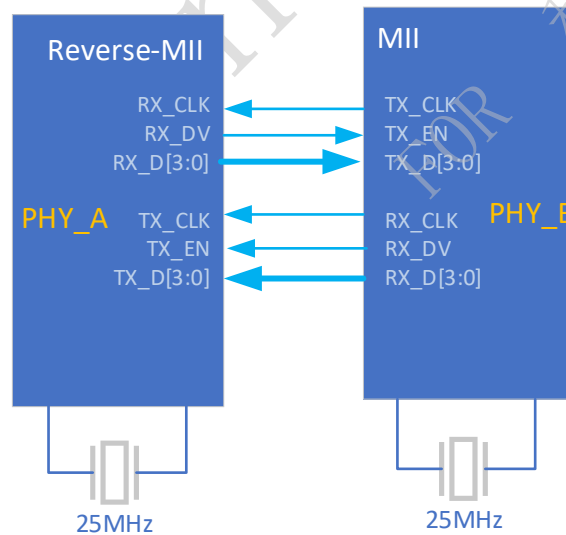 Reverse-MII
RX_CLK
RX_DV
RX_D[3:0]
PHY_A
TX_CLK
TX_EN
TX_D[3:0]
25MHz
MII
TX_CLK
TX_EN
TX_D[3:0]
RX_CLK
RX_DV
RX_D[3:0]
25MHz
FOR